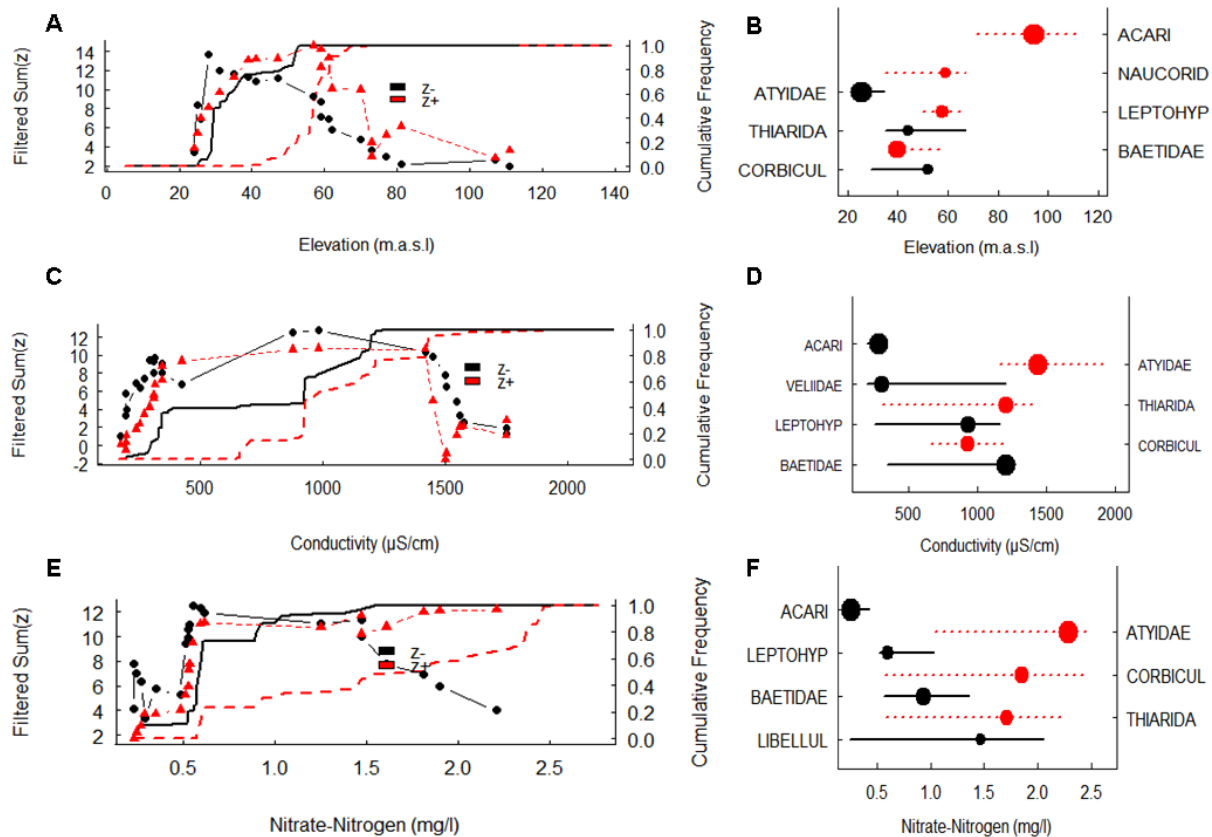 A
Filtered Sum(z)
14
12
10
8
6
4
2
z-
z+
1.0
0.8
0.6
0.4
0.2
0.0
Cumulative Frequency
0 20 40 60 80 100 120 140
Elevation (m.a.s.l)
B
ATYIDAE
THIARIDA
CORBICUL
ACARI
NAUCORID
LEPTOHYP
BAETIDAE
20 40 60 80 100 120
Elevation (m.a.s.l)
C
Filtered Sum(z)
12
10
8
6
4
2
0
-2
z-
z+
1.0
0.8
0.6
0.4
0.2
0.0
Cumulative Frequency
500 1000 1500 2000
Conductivity (µS/cm)
D
ACARI
VELIIDAE
LEPTOHYP
BAETIDAE
ATYIDAE
THIARIDA
CORBICUL
500 1000 1500 2000
Conductivity (µS/cm)
E
Filtered Sum(z)
12
10
8
6
4
2
z-
z+
1.0
0.8
0.6
0.4
0.2
0.0
Cumulative Frequency
0.5 1.0 1.5 2.0 2.5
Nitrate-Nitrogen (mg/l)
F
ACARI
LEPTOHYP
BAETIDAE
LIBELLUL
ATYIDAE
CORBICUL
THIARIDA
0.5 1.0 1.5 2.0 2.5
Nitrate-Nitrogen (mg/l)